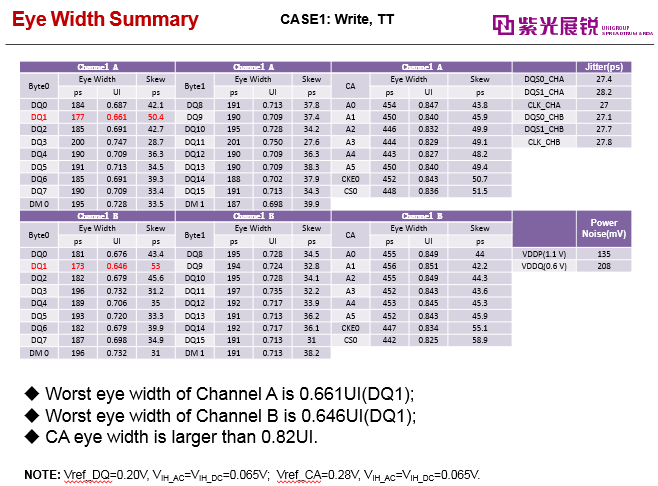 Eye Width Summary
CASE1: Write, TT
紫光展锐
UNIGROUP
SPREADTRUM & RDA
Channel A Channel A Channel A Jitter(ps)
Byte0 Eye Width Skew Byte1 Eye Width Skew CA Eye Width Skew DQS0_CHA 27.4
ps UI ps ps UI ps ps UI ps DQS1_CHA 28.2
DQ0 184 0.687 42.1 DQ8 191 0.713 37.8 A0 454 0.847 43.8 CLK_CHA 27
DQ1 177 0.661 50.4 DQ9 190 0.709 37.4 A1 450 0.840 45.9 DQS0_CHB 27.1
DQ2 185 0.691 42.7 DQ10 195 0.728 34.2 A2 446 0.832 49.9 DQS1_CHB 27.7
DQ3 200 0.747 28.7 DQ11 201 0.750 27.6 A3 444 0.829 49.1 CLK_CHB 27.8
DQ4 190 0.709 36.3 DQ12 190 0.709 36.3 A4 443 0.827 48.2
DQ5 191 0.713 34.5 DQ13 190 0.709 38.3 A5 450 0.840 49.4
DQ6 185 0.691 39.3 DQ14 188 0.702 37.9 CKE0 452 0.843 50.7
DQ7 190 0.709 33.4 DQ15 191 0.713 34.3 CS0 448 0.836 51.5
DM 0 195 0.728 33.5 DM 1 187 0.698 39.9
Channel B Channel B Channel B
Byte0 Eye Width Skew Byte1 Eye Width Skew CA Eye Width Skew Power Noise(mV)
ps UI ps ps UI ps ps UI ps
DQ0 181 0.676 43.4 DQ8 195 0.728 34.5 A0 455 0.849 44 VDDP(1.1 V) 135
DQ1 173 0.646 53 DQ9 194 0.724 32.8 A1 456 0.851 42.2 VDDQ(0.6 V) 208
DQ2 182 0.679 45.6 DQ10 195 0.728 34.1 A2 455 0.849 44.3
DQ3 196 0.732 31.2 DQ11 197 0.735 32.2 A3 452 0.843 43.6
DQ4 189 0.706 35 DQ12 192 0.717 33.9 A4 453 0.845 45.3
DQ5 193 0.720 33.3 DQ13 191 0.713 36.2 A5 452 0.843 45.9
DQ6 182 0.679 39.9 DQ14 192 0.717 36.1 CKE0 447 0.834 55.1
DQ7 187 0.698 34.9 DQ15 191 0.713 31 CS0 442 0.825 58.9
DM 0 196 0.732 31 DM 1 191 0.713 38.2
◆ Worst eye width of Channel A is 0.661UI(DQ1);
◆ Worst eye width of Channel B is 0.646UI(DQ1);
◆ CA eye width is larger than 0.82UI.
NOTE: Vref_DQ=0.20V, VIH_AC=VIH_DC=0.065V; Vref_CA=0.28V, VIH_AC=VIH_DC=0.065V.